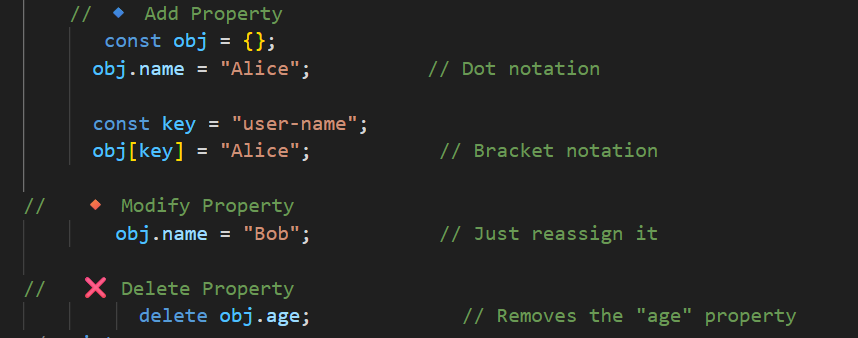 // 🔹 Add Property
const obj = {};
obj.name = "Alice"; // Dot notation
const key = "user-name";
obj[key] = "Alice"; // Bracket notation
// 🔸 Modify Property
obj.name = "Bob"; // Just reassign it
// ❌ Delete Property
delete obj.age; // Removes the "age" property